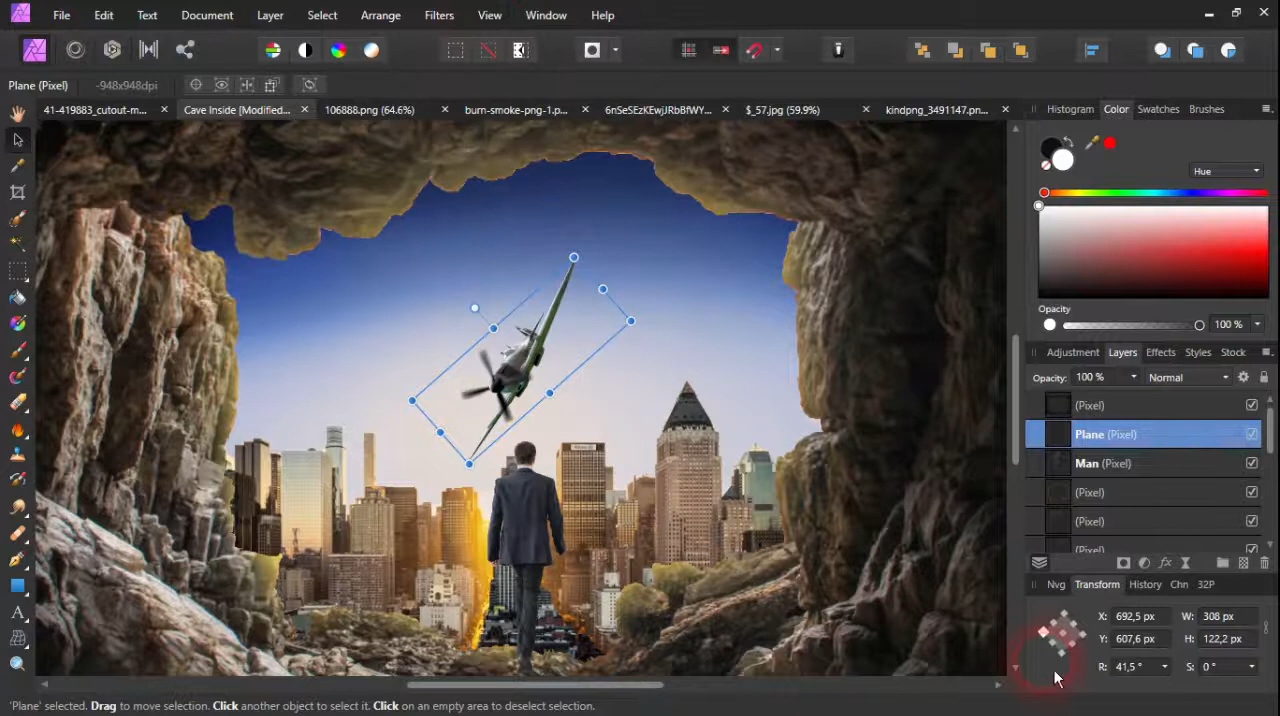 File Edit Text Document Layer Select Arrange Filters View Window Help
Plane (Pixel) -948x948dpi
41-419883_cutout-m... Cave Inside [Modified... 106888.png (64.6%) burn-smoke-png-1.p... 6nSeSEzKEwjJRbBfWY... $_57.jpg (59.9%) kindpng_3491147.pn...
Histogram Color Swatches Brushes
Hue
Opacity
100 %
Adjustment Layers Effects Styles Stock
Opacity: 100 % Normal
(Pixel)
Plane (Pixel)
Man (Pixel)
(Pixel)
(Pixel)
(Pixel)
Nvg Transform History Chn 32P
X: 692,5 px W: 308 px
Y: 607,6 px H: 122,2 px
R: 41,5 ° S: 0 °
'Plane' selected. Drag to move selection. Click another object to select it. Click on an empty area to deselect selection.